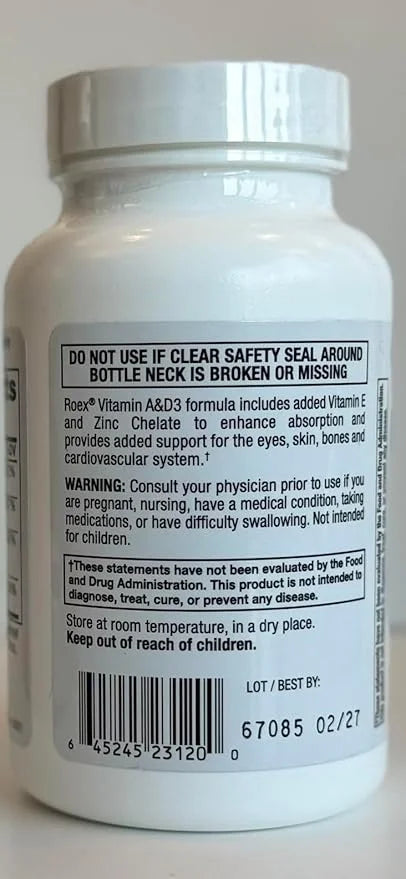 DO NOT USE IF CLEAR SAFETY SEAL AROUND
BOTTLE NECK IS BROKEN OR MISSING
Roex® Vitamin A&D3 formula includes added Vitamin E
and Zinc Chelate to enhance absorption and
provides added support for the eyes, skin, bones and
cardiovascular system.†
WARNING: Consult your physician prior to use if you
are pregnant, nursing, have a medical condition, taking
medications, or have difficulty swallowing. Not intended
for children.
†These statements have not been evaluated by the Food
and Drug Administration. This product is not intended to
diagnose, treat, cure, or prevent any disease.
Store at room temperature, in a dry place.
Keep out of reach of children.
LOT / BEST BY:
67085 02/27
6 45245 23120 0